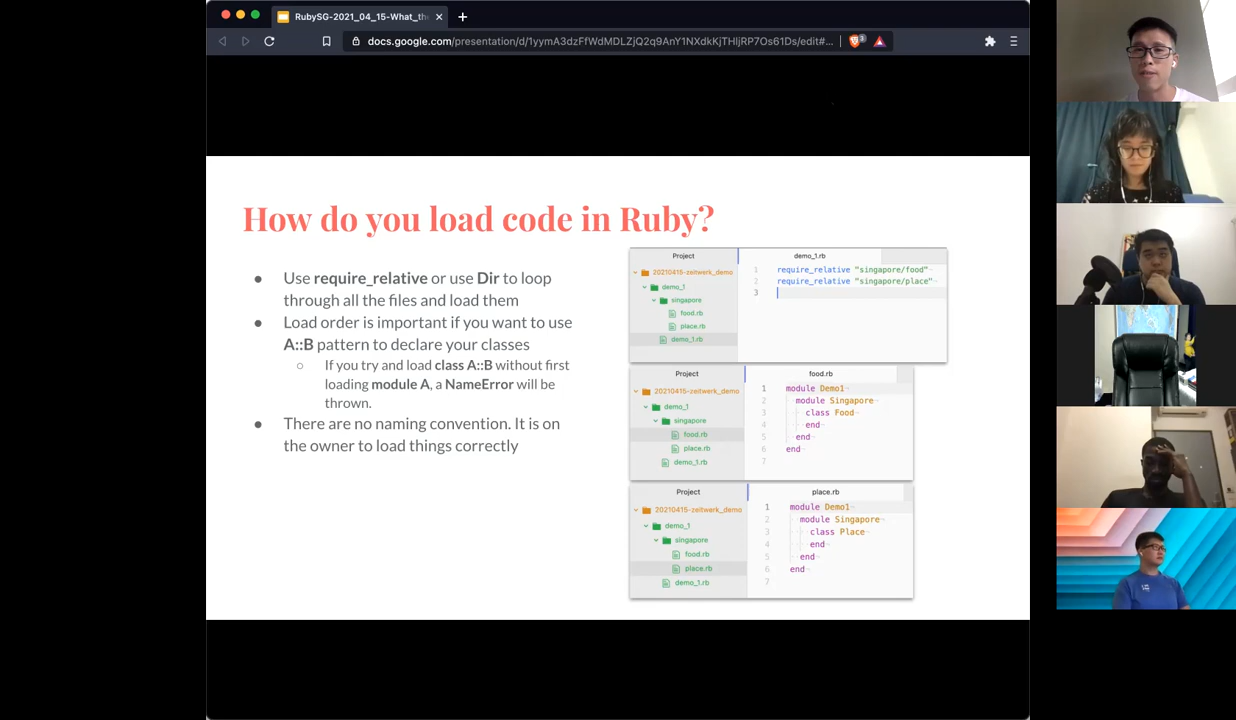 RubySG-2021_04_15-What_th
docs.google.com/presentation/d/1yymA3dzFfWdMDLZjQ2q9AnY1NXdkKjTHljRP7Os61Ds/edit#...
3
How do you load code in Ruby?
● Use require_relative or use Dir to loop
through all the files and load them
● Load order is important if you want to use
A::B pattern to declare your classes
○ If you try and load class A::B without first
loading module A, a NameError will be
thrown.
● There are no naming convention. It is on
the owner to load things correctly
Project
20210415-zeitwerk_demo
demo_1
singapore
food.rb
place.rb
demo_1.rb
demo_1.rb
1 require_relative "singapore/food"
2 require_relative "singapore/place"
3
Project
20210415-zeitwerk_demo
demo_1
singapore
food.rb
place.rb
demo_1.rb
food.rb
1 module Demo1
2 module Singapore
3 class Food
4 end
5 end
6 end
7
Project
20210415-zeitwerk_demo
demo_1
singapore
food.rb
place.rb
demo_1.rb
place.rb
1 module Demo1
2 module Singapore
3 class Place
4 end
5 end
6 end
7